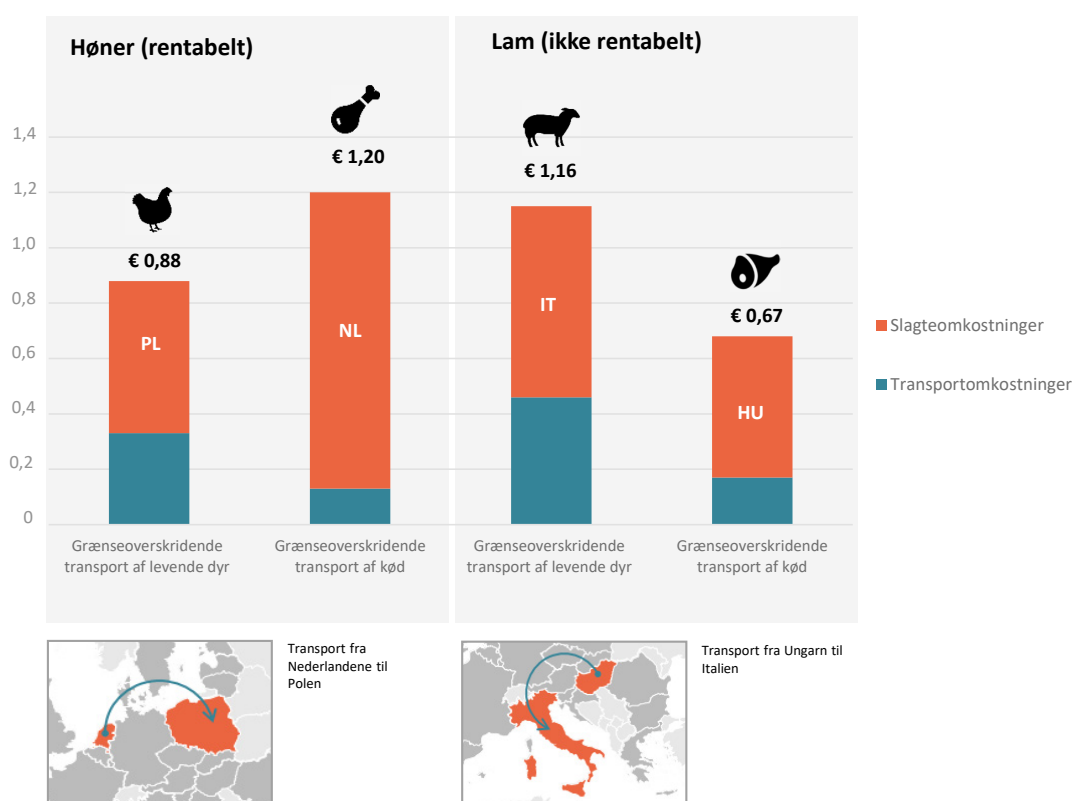 Høner (rentabelt)
Lam (ikke rentabelt)
1,4
1,2
1,0
0,8
0,6
0,4
0,2
0
€ 0,88
€ 1,20
€ 1,16
€ 0,67
PL
NL
IT
HU
Slagteomkostninger
Transportomkostninger
Grænseoverskridende
transport af levende dyr
Grænseoverskridende
transport af kød
Grænseoverskridende
transport af levende dyr
Grænseoverskridende
transport af kød
Transport fra
Nederlandene til
Polen
Transport fra Ungarn til
Italien